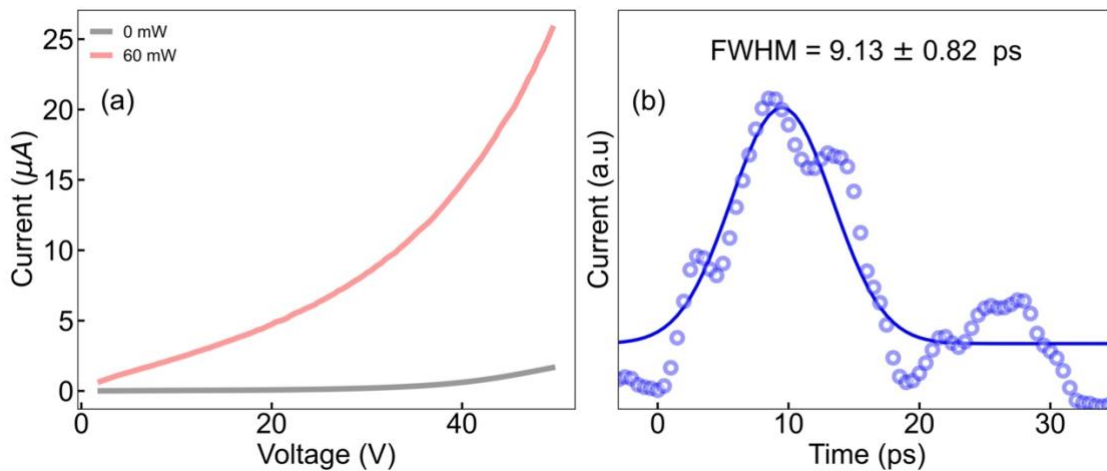 0 mW
60 mW
(a)
25
20
15
10
5
0
Current (μA)
0
20
40
Voltage (V)
FWHM = 9.13 ± 0.82 ps
(b)
Current (a.u)
0
10
20
30
Time (ps)